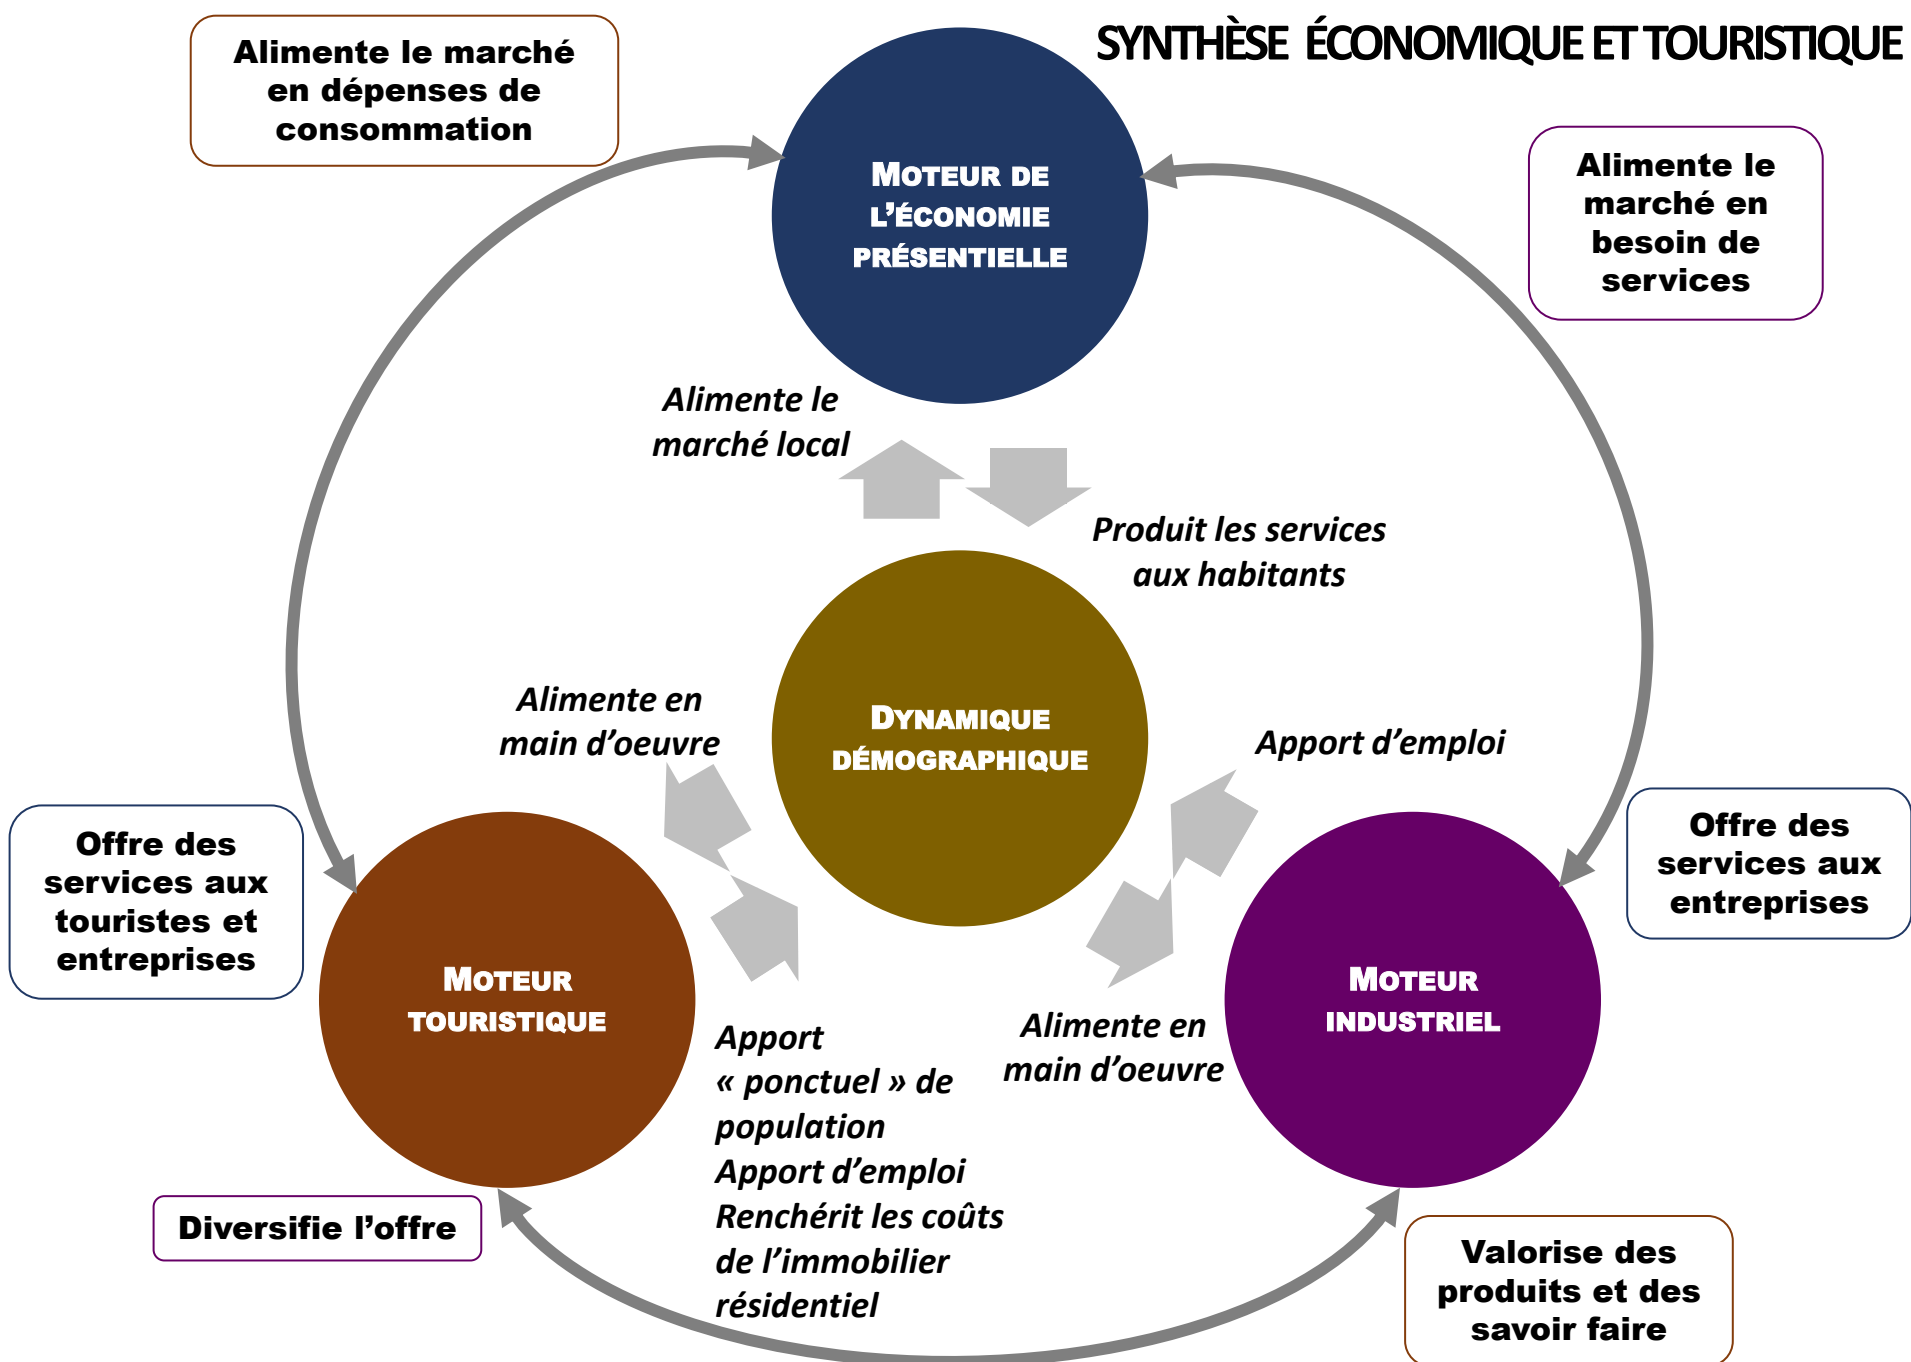 SYNTHÈSE ÉCONOMIQUE ET TOURISTIQUE
Alimente le marché
en dépenses de
consommation
MOTEUR DE
L’ÉCONOMIE
PRÉSENTIELLE
Alimente le
marché en
besoin de
services
Alimente le
marché local
Produit les services
aux habitants
Alimente en
main d’oeuvre
DYNAMIQUE
DÉMOGRAPHIQUE
Apport d’emploi
Offre des
services aux
touristes et
entreprises
Offre des
services aux
entreprises
MOTEUR
TOURISTIQUE
MOTEUR
INDUSTRIEL
Apport
« ponctuel » de
population
Apport d’emploi
Renchérit les coûts
de l’immobilier
résidentiel
Alimente en
main d’oeuvre
Diversifie l’offre
Valorise des
produits et des
savoir faire